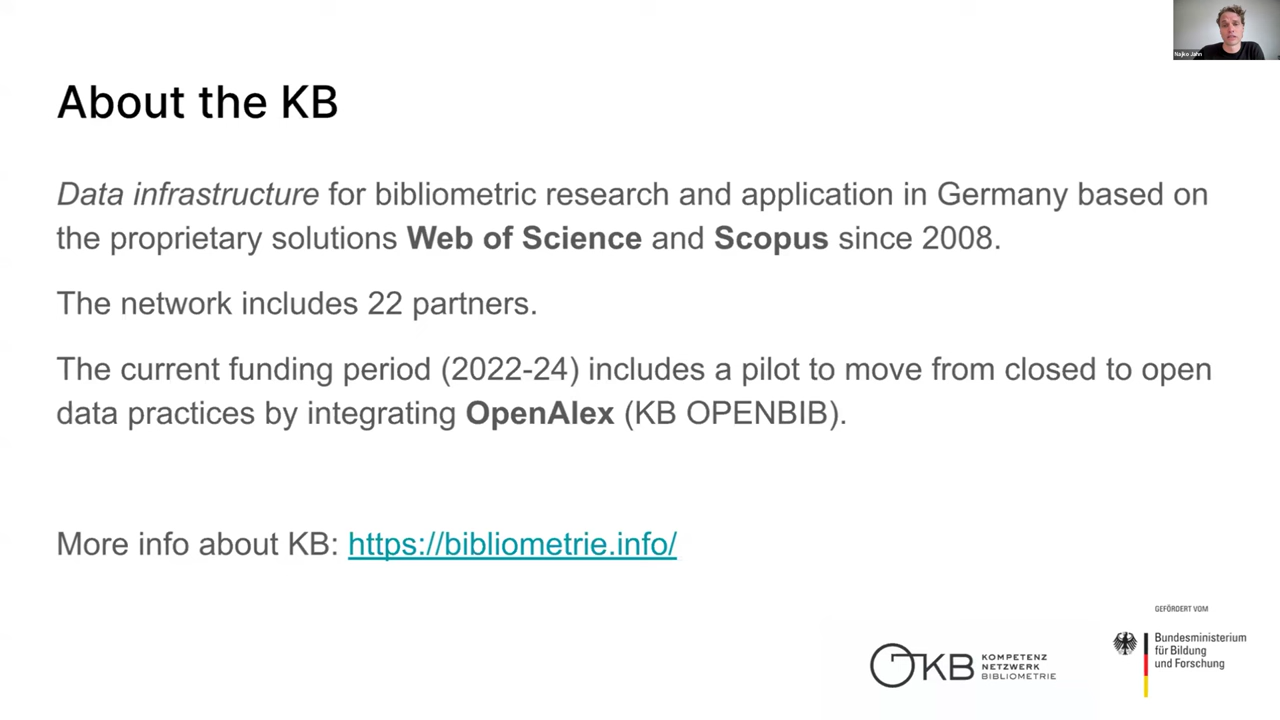 Najko Jahn
About the KB
Data infrastructure for bibliometric research and application in Germany based on
the proprietary solutions Web of Science and Scopus since 2008.
The network includes 22 partners.
The current funding period (2022-24) includes a pilot to move from closed to open
data practices by integrating OpenAlex (KB OPENBIB).
More info about KB: https://bibliometrie.info/
GEFÖRDERT VOM
KB
KOMPETENZ
NETZWERK
BIBLIOMETRIE
Bundesministerium
für Bildung
und Forschung